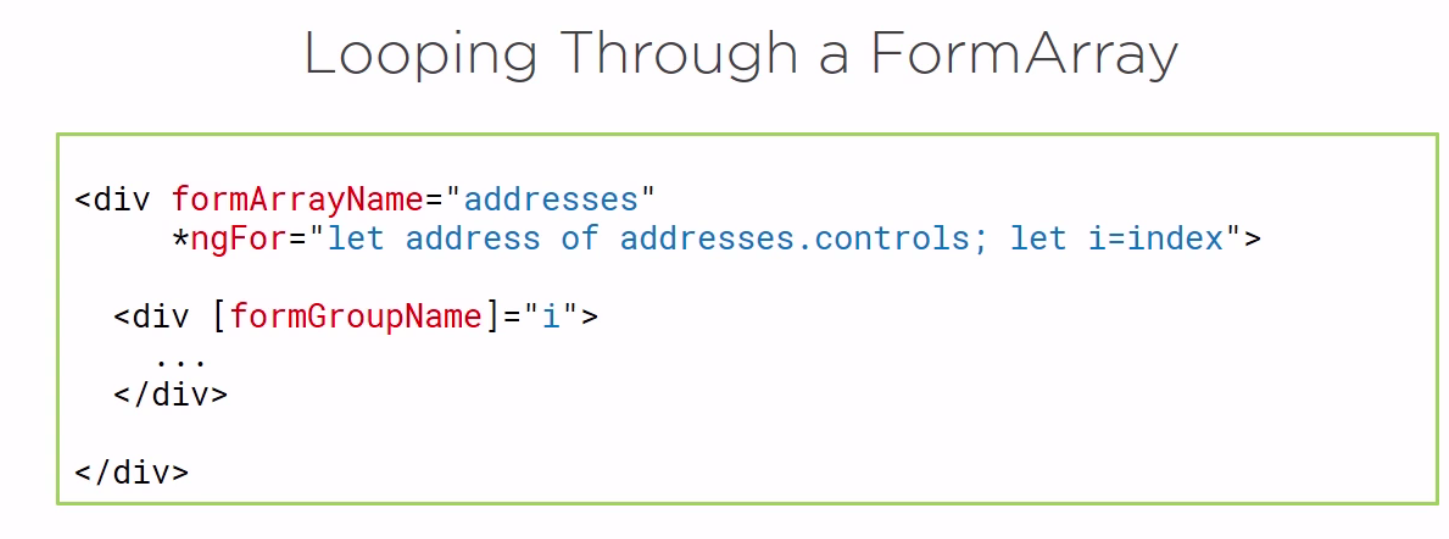 Looping Through a FormArray
<div formArrayName="addresses"
*ngFor="let address of addresses.controls; let i=index">
<div [formGroupName]="i">
...
</div>
</div>